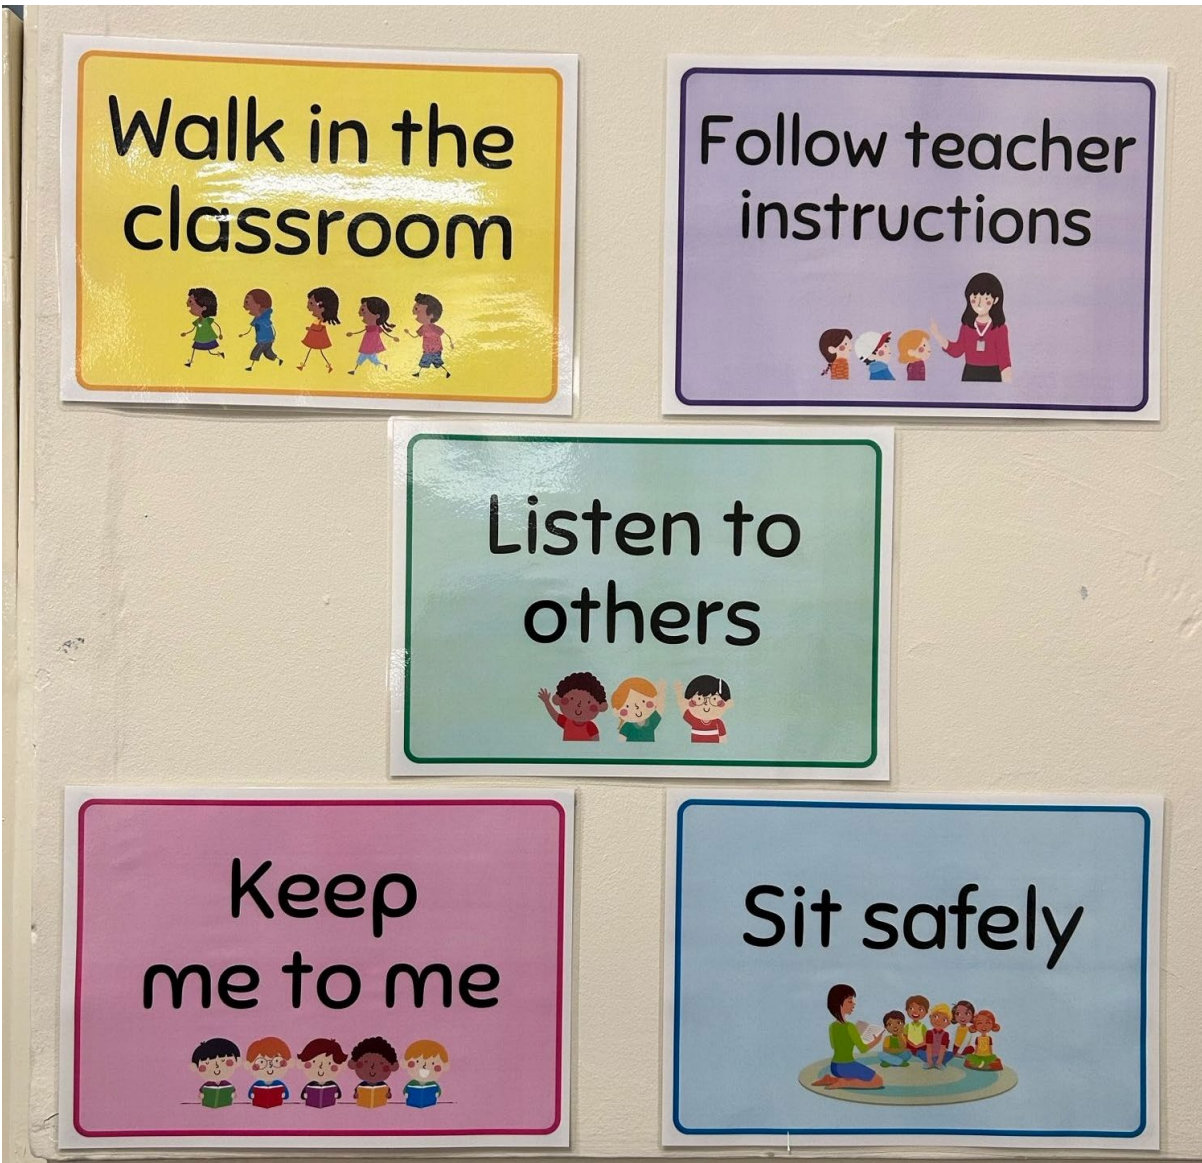 Walk in the
classroom
Follow teacher
instructions
Listen to
others
Keep
me to me
Sit safely